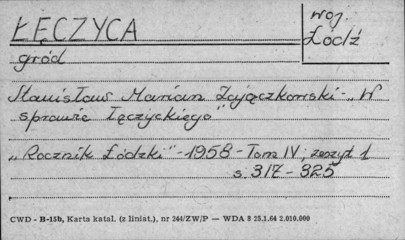 ŁĘCZYCA
woj.
Łódź
gród
Stanisław Marian Zajączkowski - "W
sprawie Łęczyckiego"
"Rocznik Łódzki" - 1958 - Tom IV; zeszyt 1
s. 317 - 325
CWD - B-15b, Karta katal. (z liniat.), nr 244/ZW/P — WDA 8 25.1.64 2.010.000